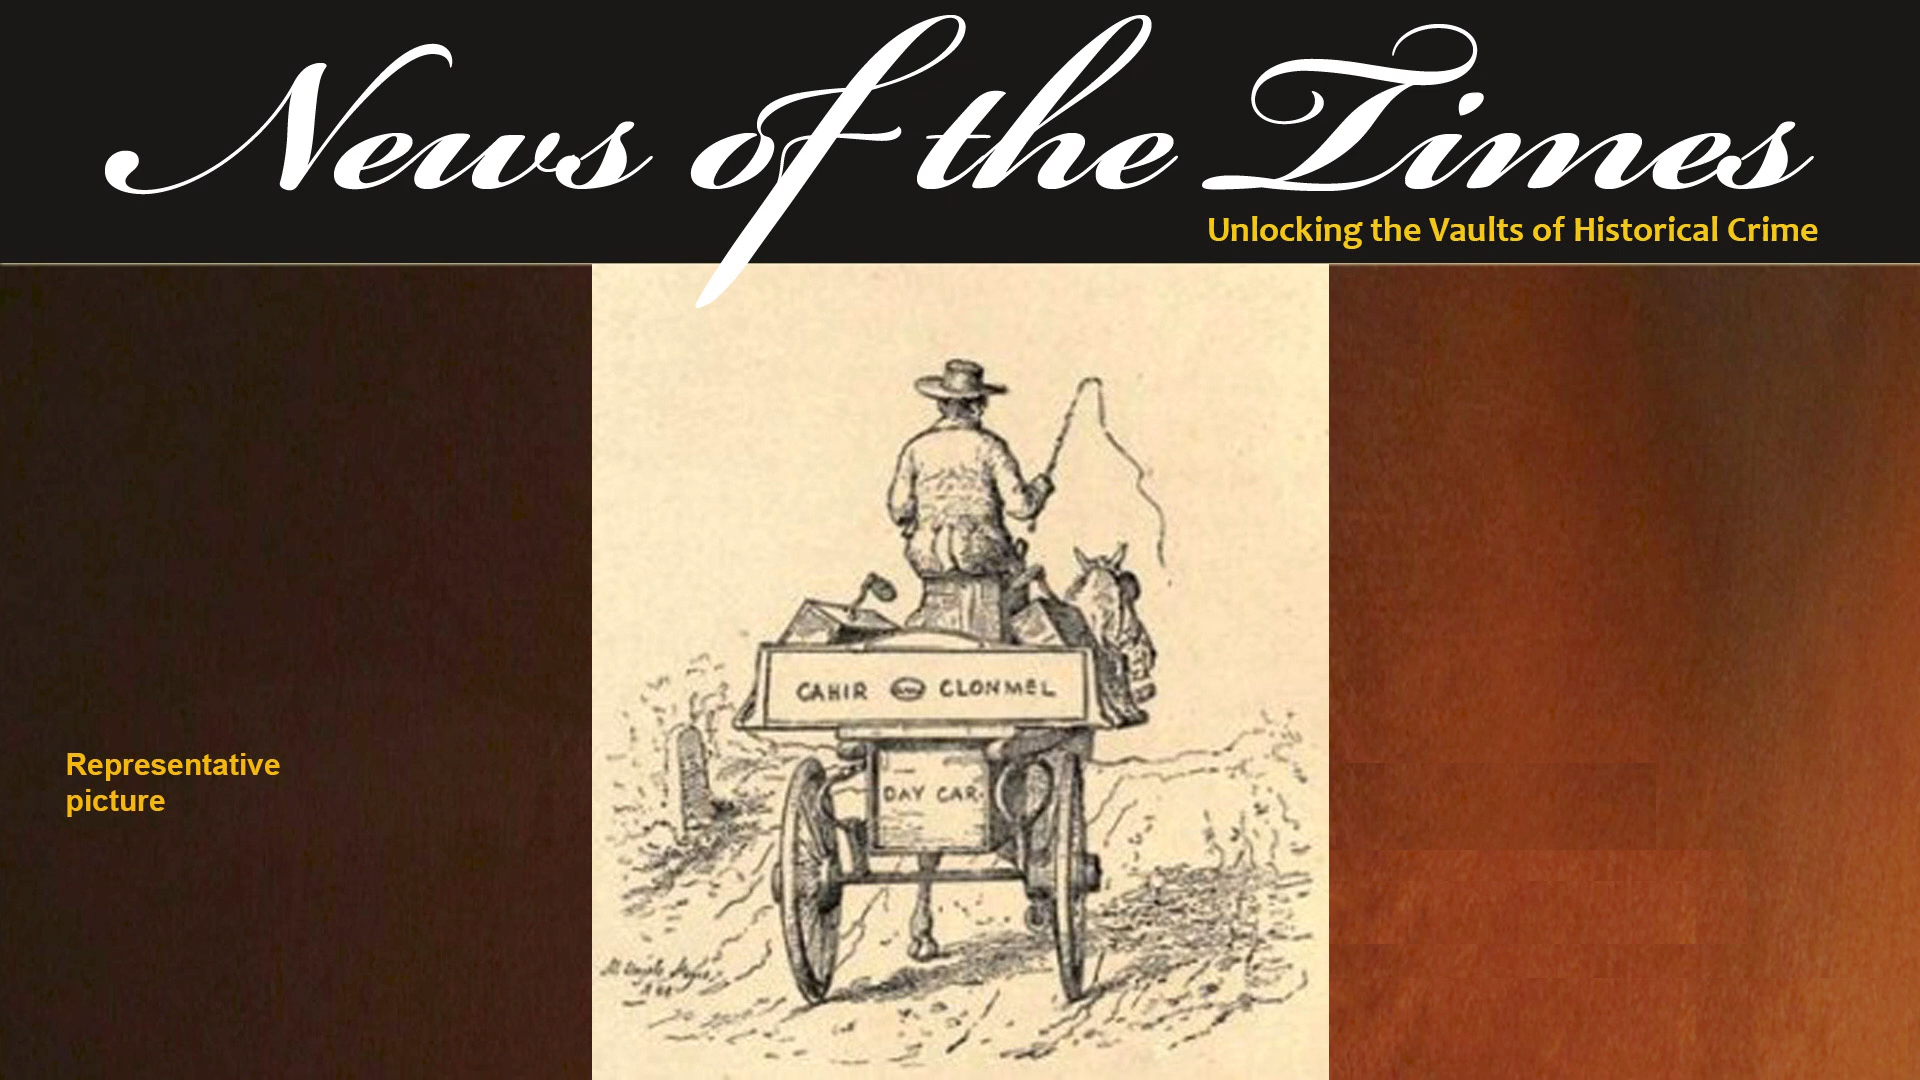 News of the Times
Unlocking the Vaults of Historical Crime
CAHIR CLONMEL
DAY CAR.
Representative
picture